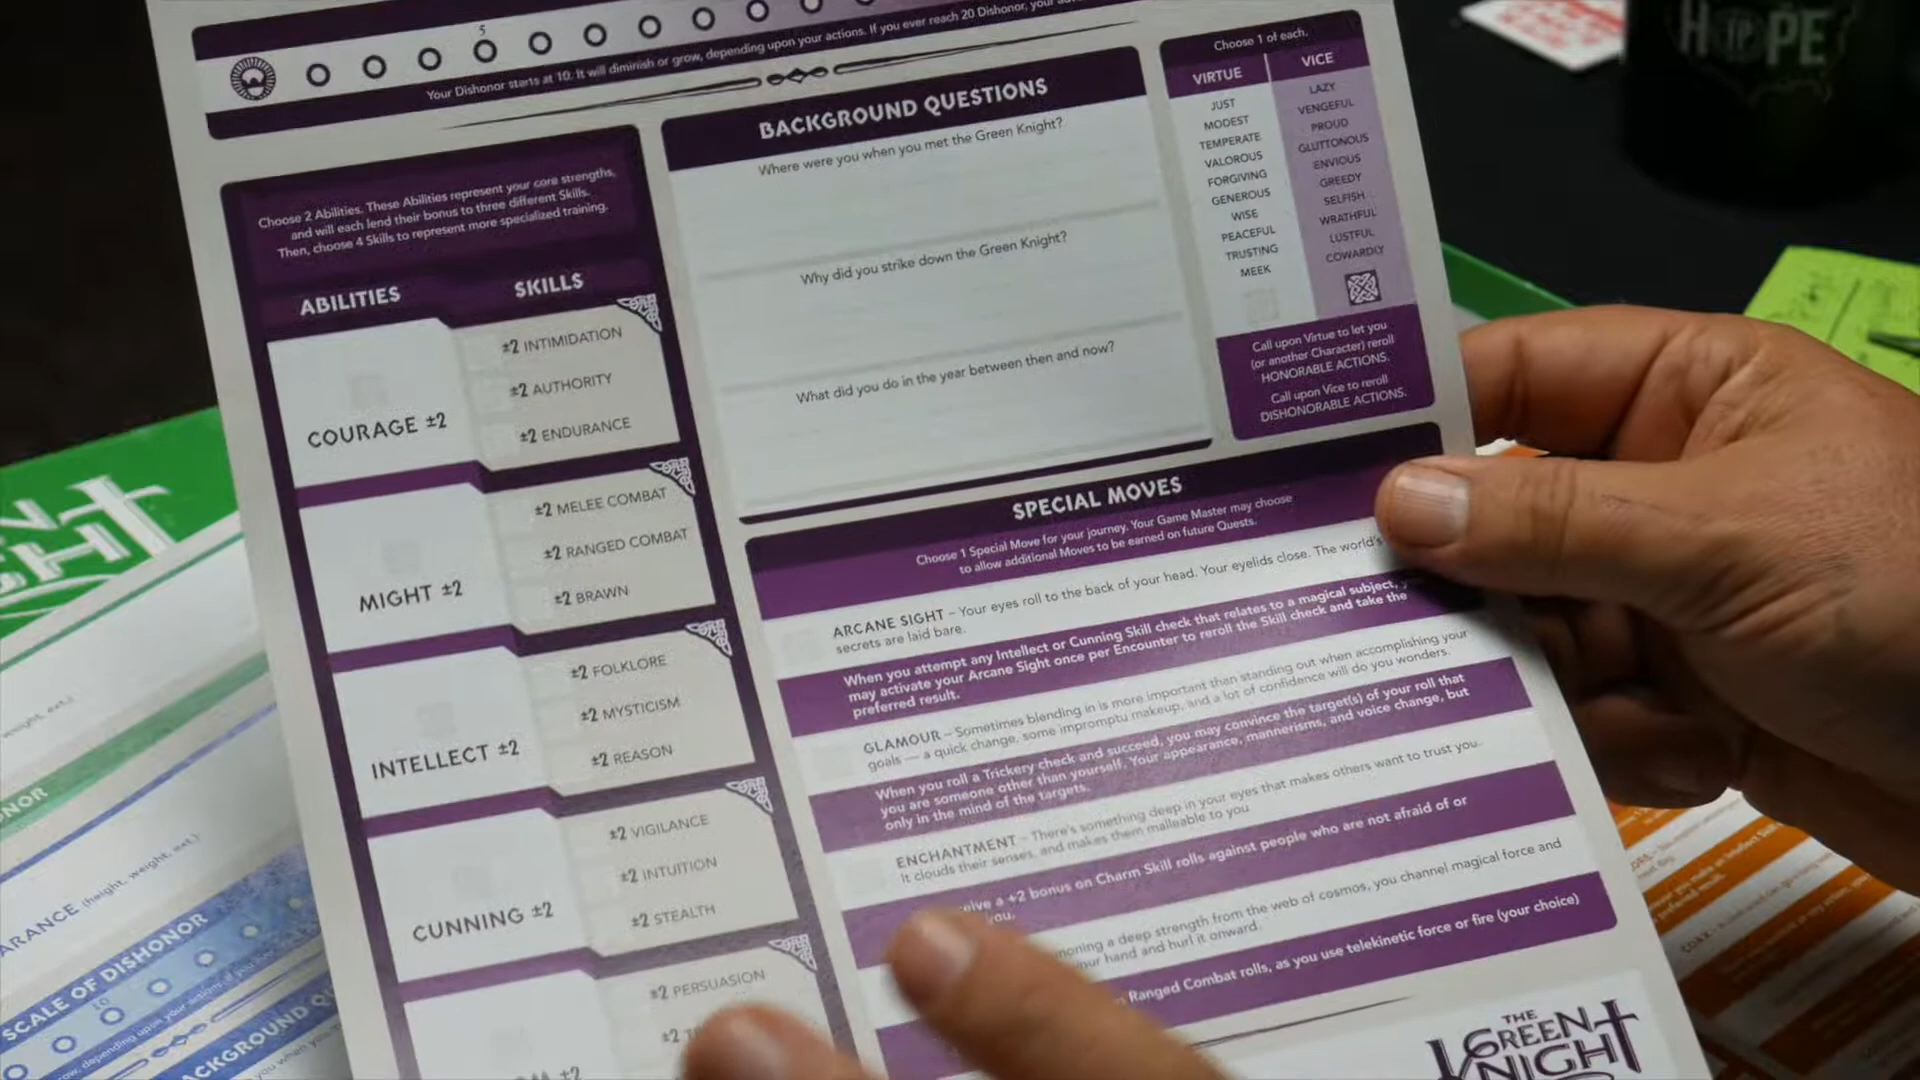 5
Your Dishonor starts at 10. It will diminish or grow, depending upon your actions. If you ever reach 20 Dishonor, your
Choose 2 Abilities. These Abilities represent your core strengths,
and will each lend their bonus to three different Skills.
Then, choose 4 Skills to represent more specialized training.
ABILITIES
SKILLS
COURAGE ±2
±2 INTIMIDATION
±2 AUTHORITY
±2 ENDURANCE
MIGHT ±2
±2 MELEE COMBAT
±2 RANGED COMBAT
±2 BRAWN
INTELLECT ±2
±2 FOLKLORE
±2 MYSTICISM
±2 REASON
CUNNING ±2
±2 VIGILANCE
±2 INTUITION
±2 STEALTH
±2
±2 PERSUASION
±2
BACKGROUND QUESTIONS
Where were you when you met the Green Knight?
Why did you strike down the Green Knight?
What did you do in the year between then and now?
Choose 1 of each.
VIRTUE
JUST
MODEST
TEMPERATE
VALOROUS
FORGIVING
GENEROUS
WISE
PEACEFUL
TRUSTING
MEEK
VICE
LAZY
VENGEFUL
PROUD
GLUTTONOUS
ENVIOUS
GREEDY
SELFISH
WRATHFUL
LUSTFUL
COWARDLY
Call upon Virtue to let you
(or another Character) reroll
HONORABLE ACTIONS.
Call upon Vice to reroll
DISHONORABLE ACTIONS.
SPECIAL MOVES
Choose 1 Special Move for your journey. Your Game Master may choose
to allow additional Moves to be earned on future Quests.
ARCANE SIGHT – Your eyes roll to the back of your head. Your eyelids close. The world's
secrets are laid bare.
When you attempt any Intellect or Cunning Skill check that relates to a magical subject,
may activate your Arcane Sight once per Encounter to reroll the Skill check and take the
preferred result.
GLAMOUR – Sometimes blending in is more important than standing out when accomplishing your
goals — a quick change, some impromptu makeup, and a lot of confidence will do you wonders.
When you roll a Trickery check and succeed, you may convince the target(s) of your roll that
you are someone other than yourself. Your appearance, mannerisms, and voice change, but
only in the mind of the targets.
ENCHANTMENT – There's something deep in your eyes that makes others want to trust you.
It clouds their senses, and makes them malleable to you
a +2 bonus on Charm Skill rolls against people who are not afraid of or
you.
a deep strength from the web of cosmos, you channel magical force and
hand and hurl it onward.
Ranged Combat rolls, as you use telekinetic force or fire (your choice)
THE
GREEN
KNIGHT
HOPE
(height, weight, ext.)
SCALE OF DISHONOR
10